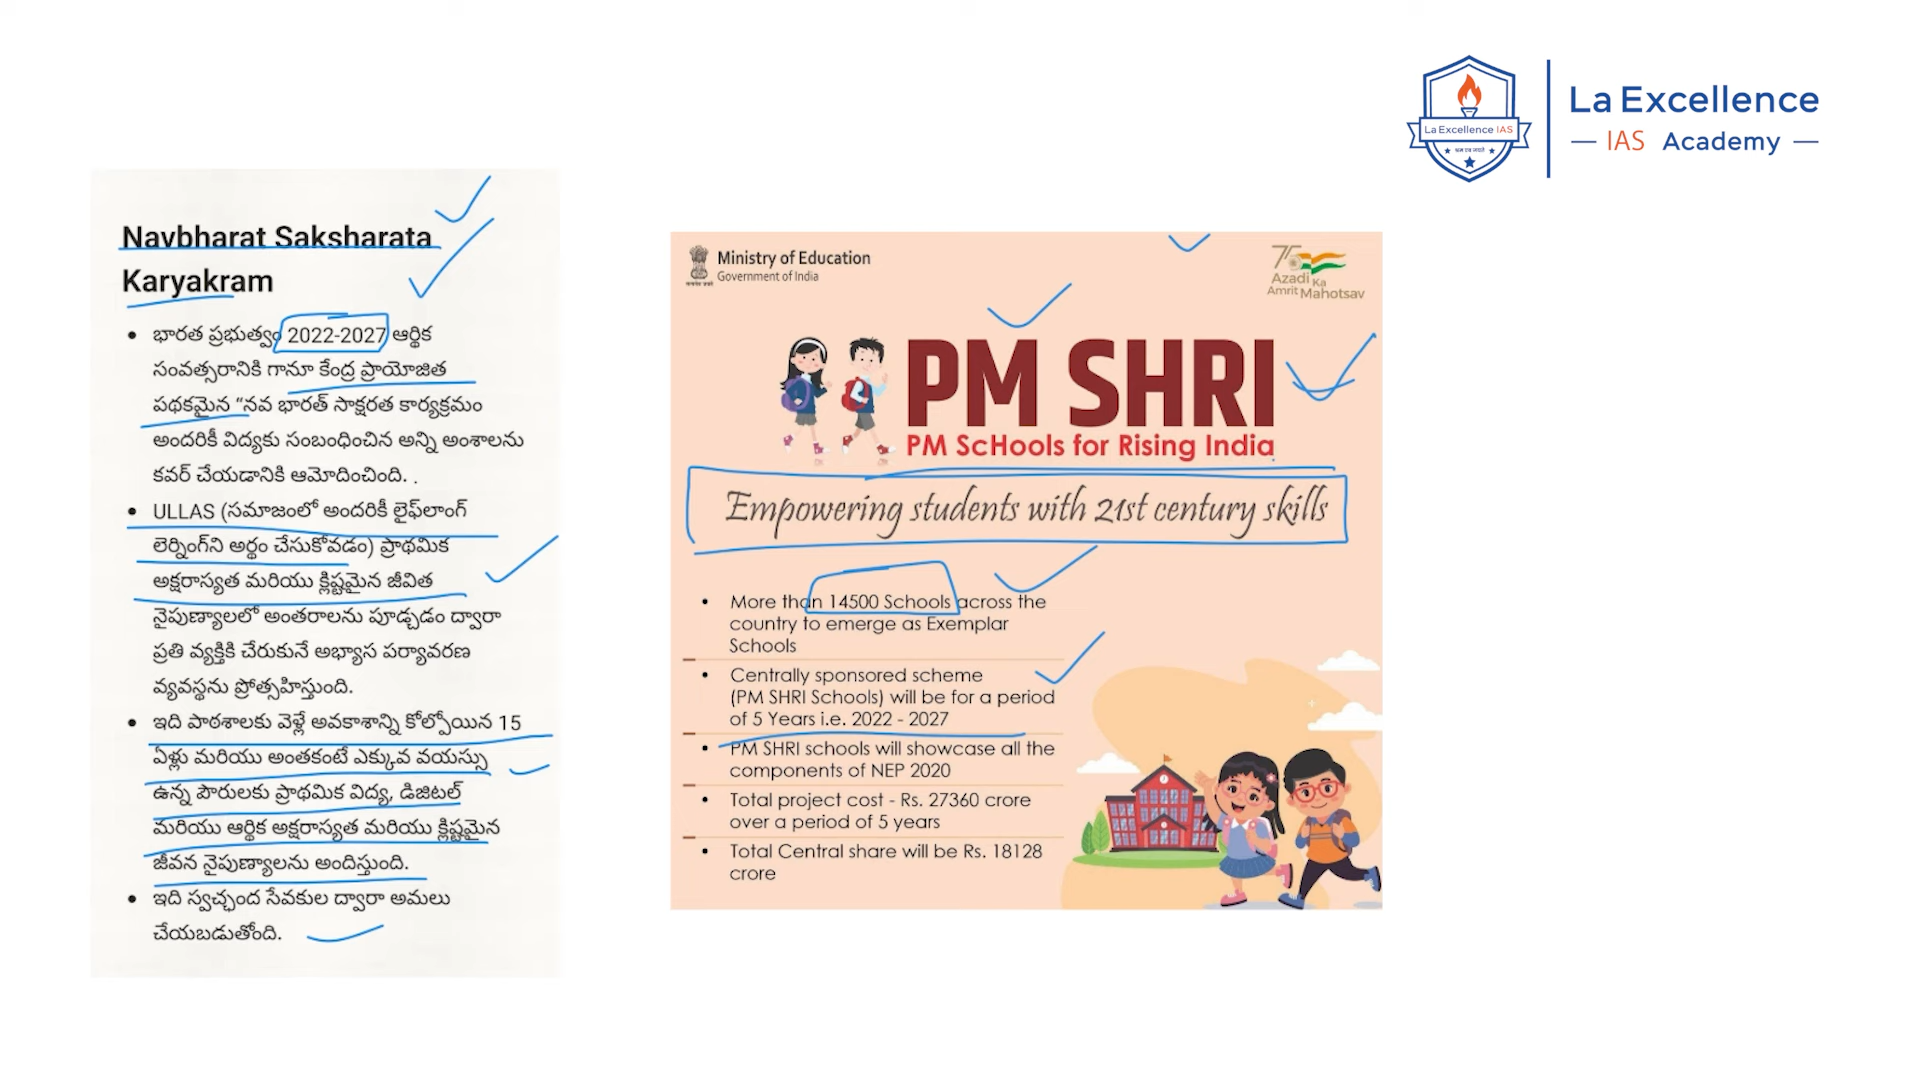 La Excellence
— IAS Academy —
La Excellence IAS
Navbharat Saksharata
Karyakram
• భారత ప్రభుత్వం 2022-2027 ఆర్థిక
సంవత్సరానికి గానూ కేంద్ర ప్రాయోజిత
పథకమైన “నవ భారత్ సాక్షరత కార్యక్రమం
అందరికీ విద్యకు సంబంధించిన అన్ని అంశాలను
కవర్ చేయడానికి ఆమోదించింది. .
• ULLAS (సమాజంలో అందరికీ లైఫ్‌లాంగ్
లెర్నింగ్‌ని అర్థం చేసుకోవడం) ప్రాథమిక
అక్షరాస్యత మరియు క్లిష్టమైన జీవిత
నైపుణ్యాలలో అంతరాలను పూడ్చడం ద్వారా
ప్రతి వ్యక్తికి చేరుకునే అభ్యాస పర్యావరణ
వ్యవస్థను ప్రోత్సహిస్తుంది.
• ఇది పాఠశాలకు వెళ్లే అవకాశాన్ని కోల్పోయిన 15
ఏళ్లు మరియు అంతకంటే ఎక్కువ వయస్సు
ఉన్న పౌరులకు ప్రాథమిక విద్య, డిజిటల్
మరియు ఆర్థిక అక్షరాస్యత మరియు క్లిష్టమైన
జీవన నైపుణ్యాలను అందిస్తుంది.
• ఇది స్వచ్ఛంద సేవకుల ద్వారా అమలు
చేయబడుతోంది.
Ministry of Education
Government of India
75
Azadi Ka
Amrit Mahotsav
PM SHRI
PM ScHools for Rising India
Empowering students with 21st century skills
• More than 14500 Schools across the
country to emerge as Exemplar
Schools
• Centrally sponsored scheme
(PM SHRI Schools) will be for a period
of 5 Years i.e. 2022 - 2027
• PM SHRI schools will showcase all the
components of NEP 2020
• Total project cost - Rs. 27360 crore
over a period of 5 years
• Total Central share will be Rs. 18128
crore